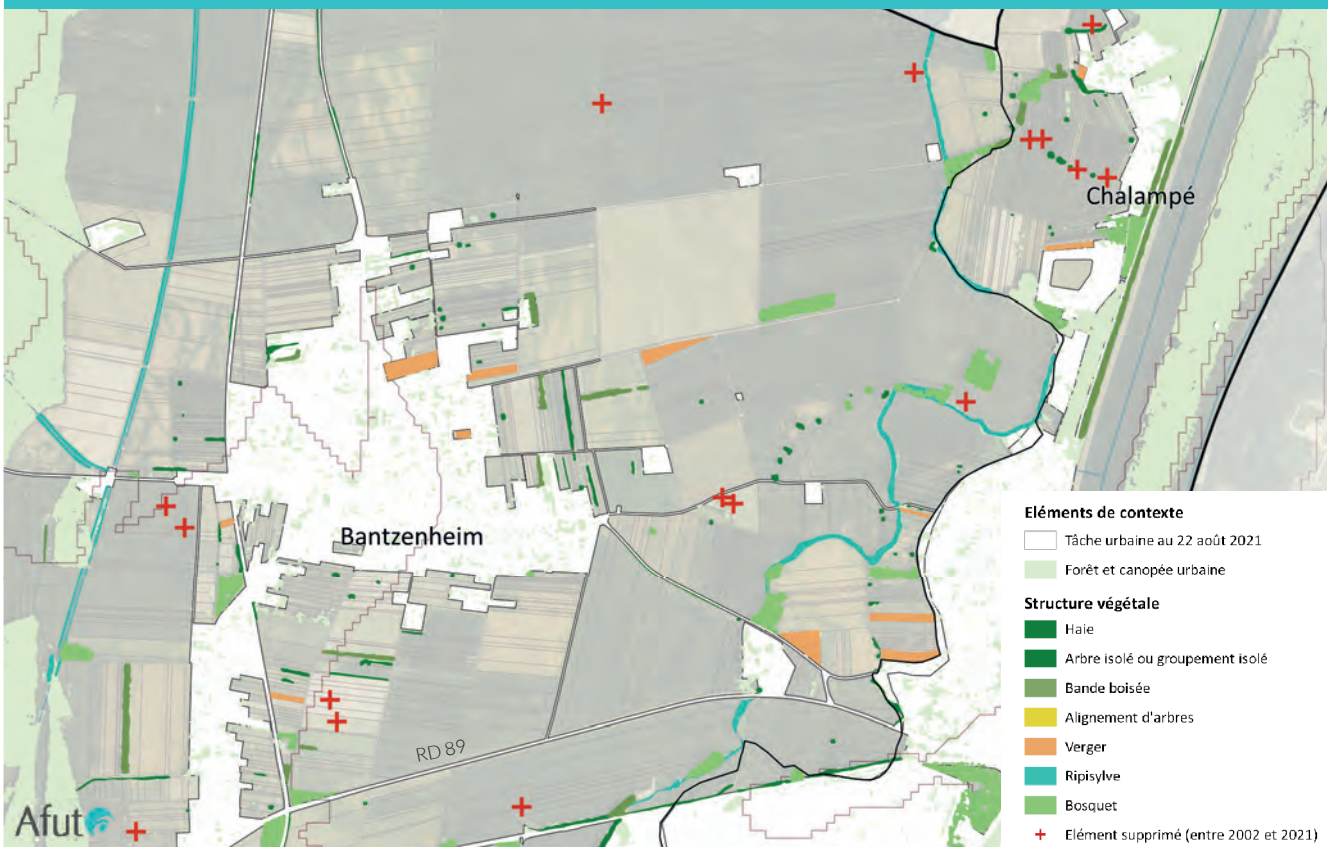 Chalampé
Bantzenheim
RD 89
Afut
Eléments de contexte
Tâche urbaine au 22 août 2021
Forêt et canopée urbaine
Structure végétale
Haie
Arbre isolé ou groupement isolé
Bande boisée
Alignement d'arbres
Verger
Ripisylve
Bosquet
Elément supprimé (entre 2002 et 2021)